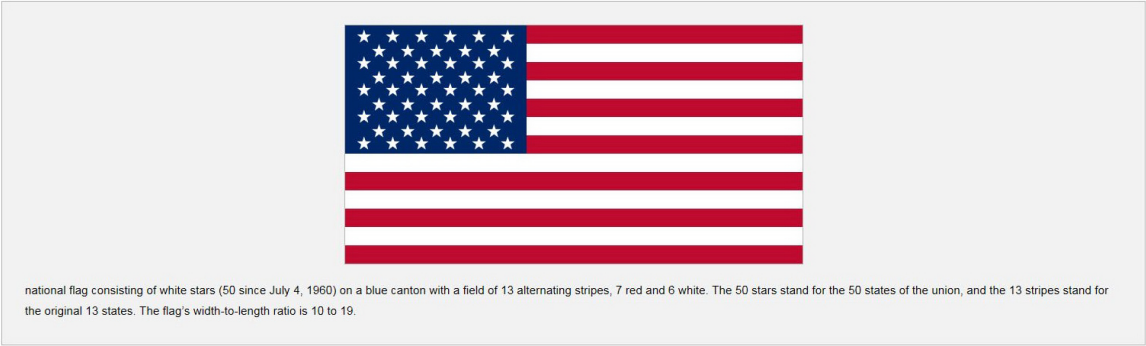 national flag consisting of white stars (50 since July 4, 1960) on a blue canton with a field of 13 alternating stripes, 7 red and 6 white. The 50 stars stand for the 50 states of the union, and the 13 stripes stand for
the original 13 states. The flag’s width-to-length ratio is 10 to 19.